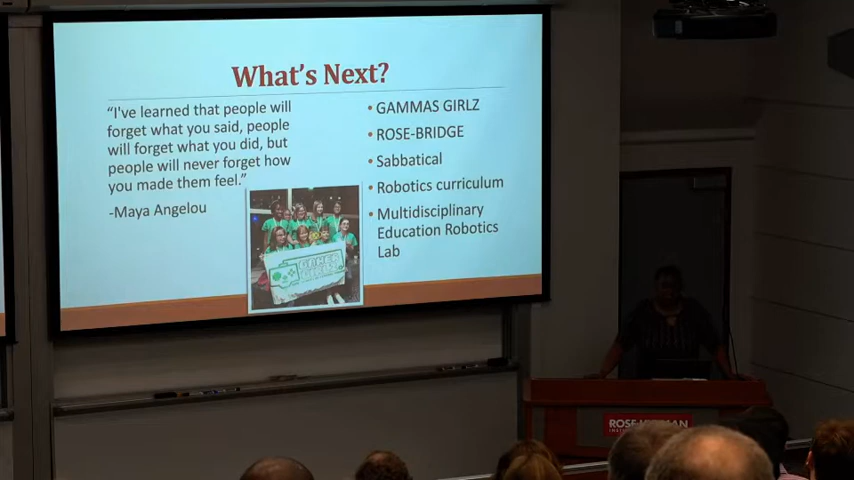 What's Next?
"I've learned that people will
forget what you said, people
will forget what you did, but
people will never forget how
you made them feel."
-Maya Angelou
• GAMMAS GIRLZ
• ROSE-BRIDGE
• Sabbatical
• Robotics curriculum
• Multidisciplinary
Education Robotics
Lab